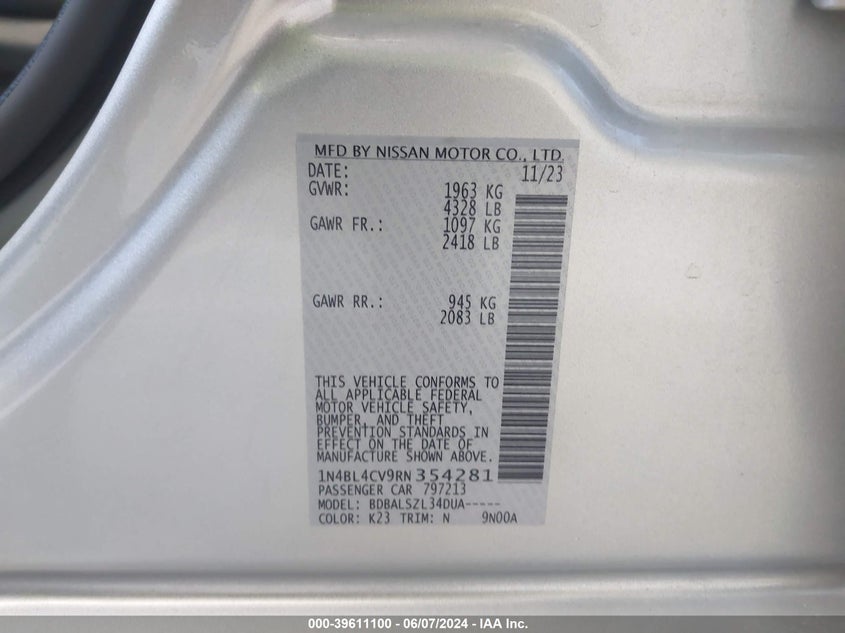 MFD BY NISSAN MOTOR CO., LTD.
DATE: 11/23
GVWR: 1963 KG
4328 LB
GAWR FR.: 1097 KG
2418 LB
GAWR RR.: 945 KG
2083 LB
THIS VEHICLE CONFORMS TO
ALL APPLICABLE FEDERAL
MOTOR VEHICLE SAFETY,
BUMPER, AND THEFT
PREVENTION STANDARDS IN
EFFECT ON THE DATE OF
MANUFACTURE SHOWN ABOVE.
1N4BL4CV9RN354281
PASSENGER CAR 797213
MODEL: BDBALSZL34DUA-----
COLOR: K23 TRIM: N 9N00A
000-39611100 - 06/07/2024 - IAA Inc.